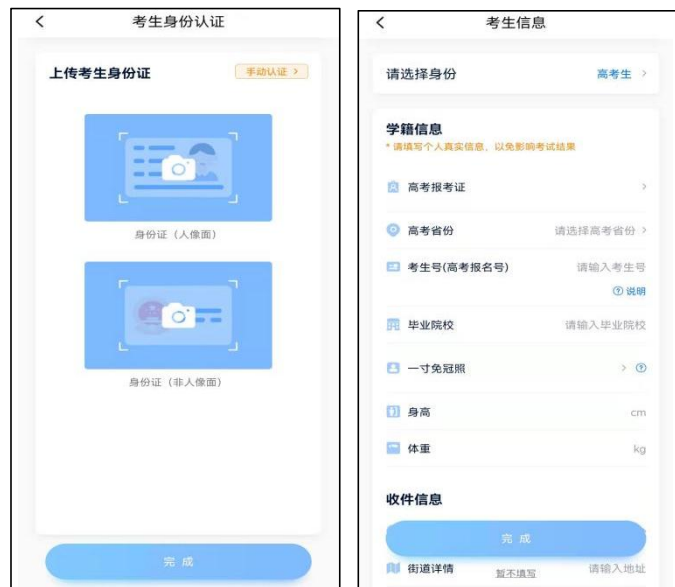 考生身份认证
上传考生身份证
手动认证 >
身份证（人像面）
身份证（非人像面）
完成
考生信息
请选择身份 高考生 >
学籍信息
* 请填写个人真实信息，以免影响考试结果
高考报考证 >
高考省份 请选择高考省份 >
考生号(高考报名号) 请输入考生号
? 说明
毕业院校 请输入毕业院校
一寸免冠照 > ?
身高 cm
体重 kg
收件信息
完成
街道详情 请输入地址
暂不填写